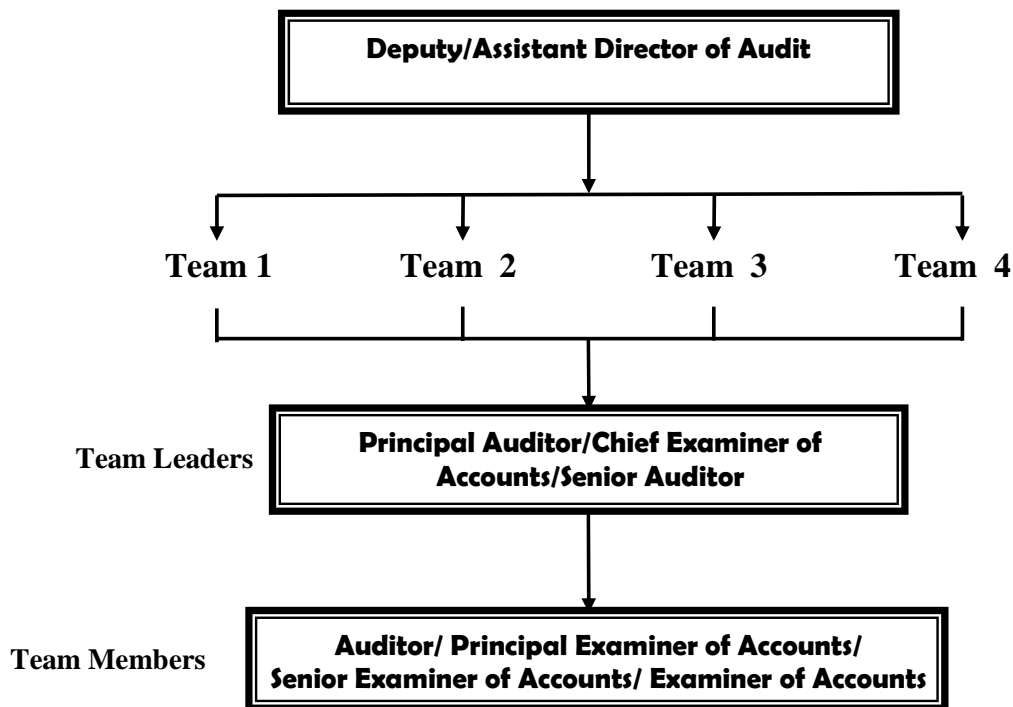 Deputy/Assistant Director of Audit
Team 1 Team 2 Team 3 Team 4
Team Leaders
Principal Auditor/Chief Examiner of
Accounts/Senior Auditor
Team Members
Auditor/ Principal Examiner of Accounts/
Senior Examiner of Accounts/ Examiner of Accounts